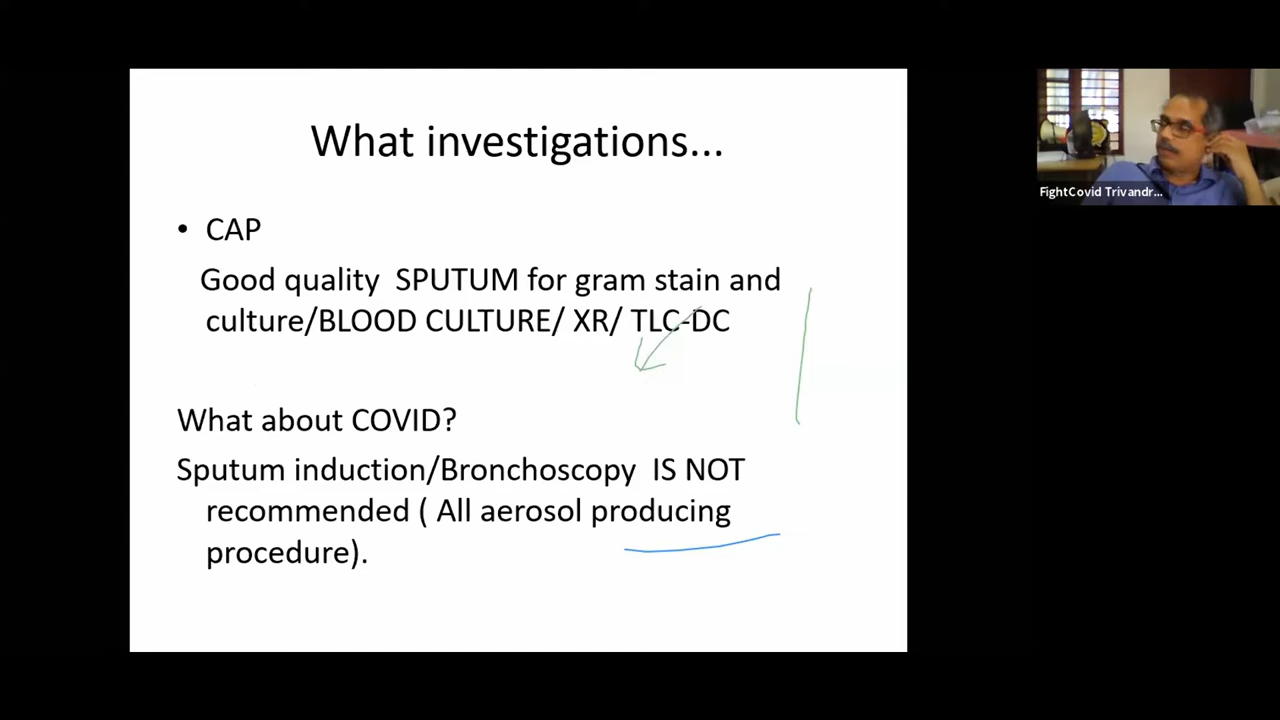 What investigations...
• CAP
Good quality SPUTUM for gram stain and
culture/BLOOD CULTURE/ XR/ TLC-DC
What about COVID?
Sputum induction/Bronchoscopy IS NOT
recommended ( All aerosol producing
procedure).
FightCovid Trivandr...